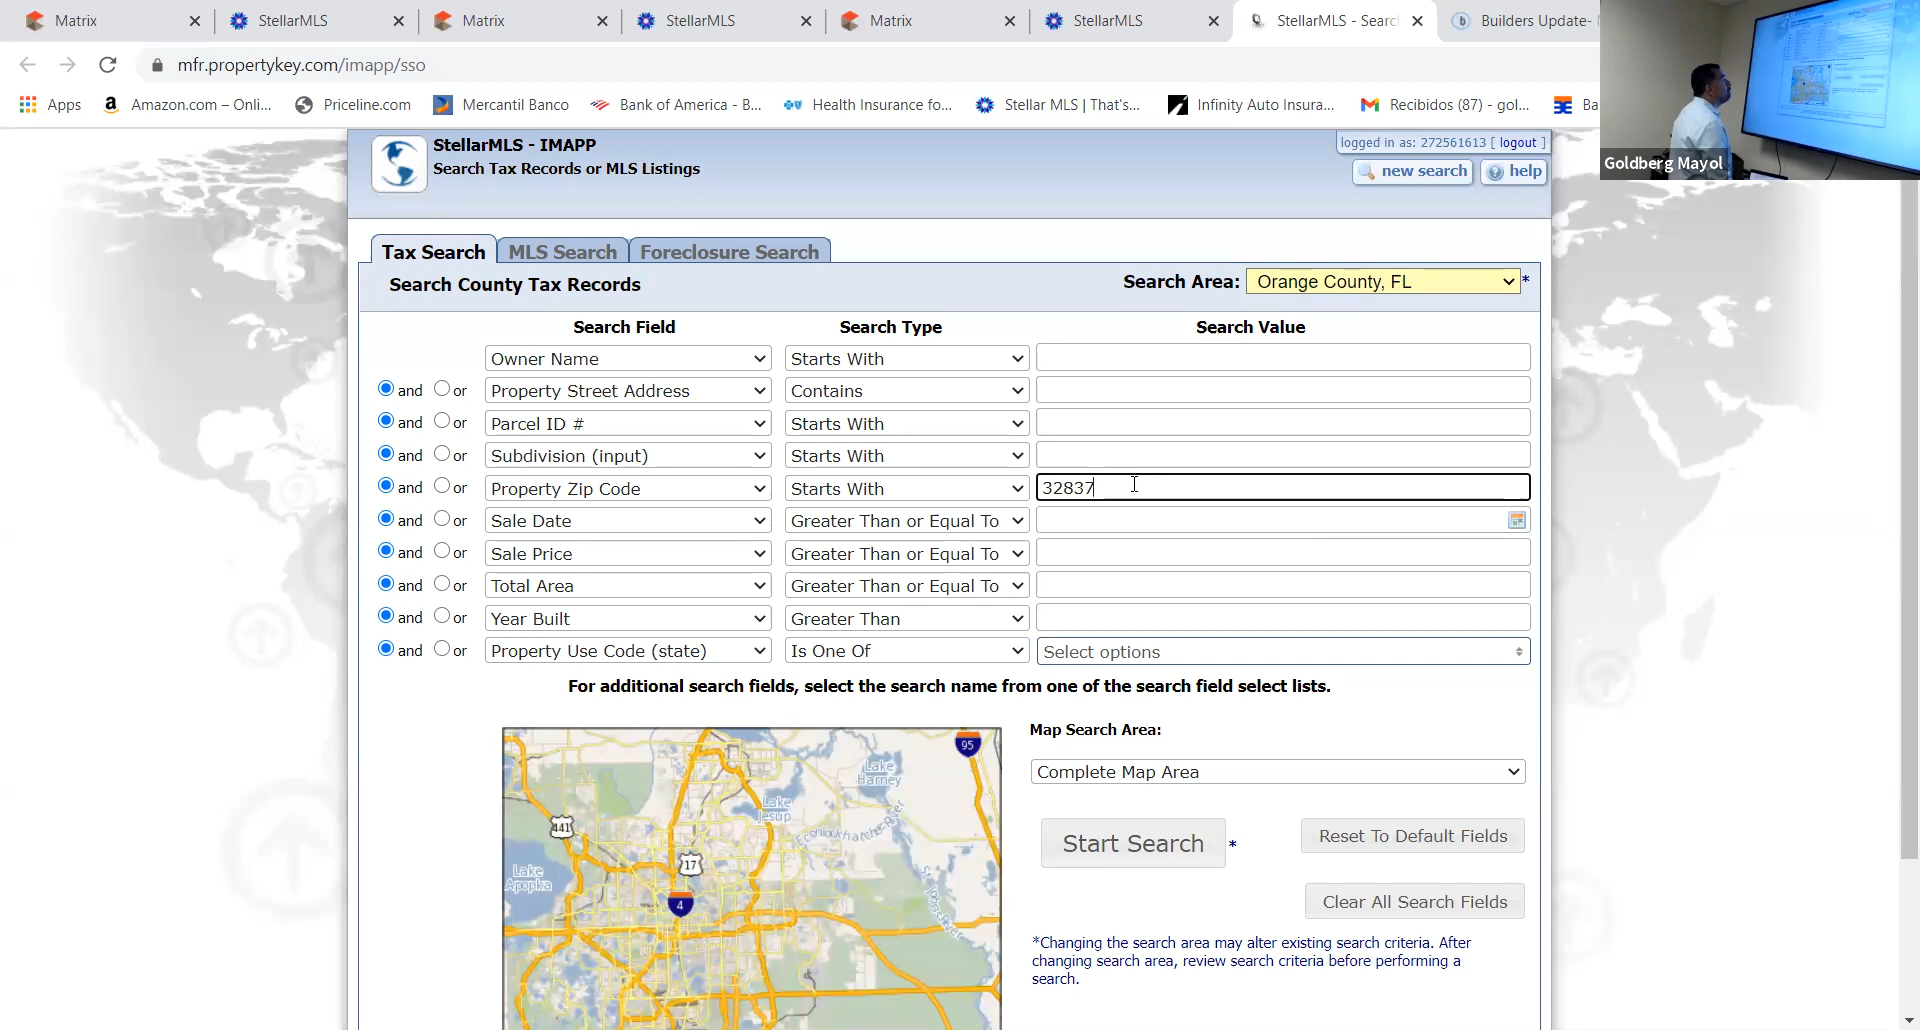 Matrix
StellarMLS
Matrix
StellarMLS
Matrix
StellarMLS
StellarMLS - Searc
Builders Update-
mfr.propertykey.com/imapp/sso
Apps
Amazon.com – Onli...
Priceline.com
Mercantil Banco
Bank of America - B...
Health Insurance fo...
Stellar MLS | That's...
Infinity Auto Insura...
Recibidos (87) - gol...
Ba
Goldberg Mayol
StellarMLS - IMAPP
Search Tax Records or MLS Listings
logged in as: 272561613 [ logout ]
new search
help
Tax Search
MLS Search
Foreclosure Search
Search County Tax Records
Search Area: Orange County, FL *
Search Field Search Type Search Value
Owner Name Starts With
and or Property Street Address Contains
and or Parcel ID # Starts With
and or Subdivision (input) Starts With
and or Property Zip Code Starts With 32837
and or Sale Date Greater Than or Equal To
and or Sale Price Greater Than or Equal To
and or Total Area Greater Than or Equal To
and or Year Built Greater Than
and or Property Use Code (state) Is One Of Select options
For additional search fields, select the search name from one of the search field select lists.
95
Lake
Harney
Lake
Jesup
Econlockhatchee River
441
17
Lake
Apopka
4
Map Search Area:
Complete Map Area
Start Search *
Reset To Default Fields
Clear All Search Fields
*Changing the search area may alter existing search criteria. After
changing search area, review search criteria before performing a
search.